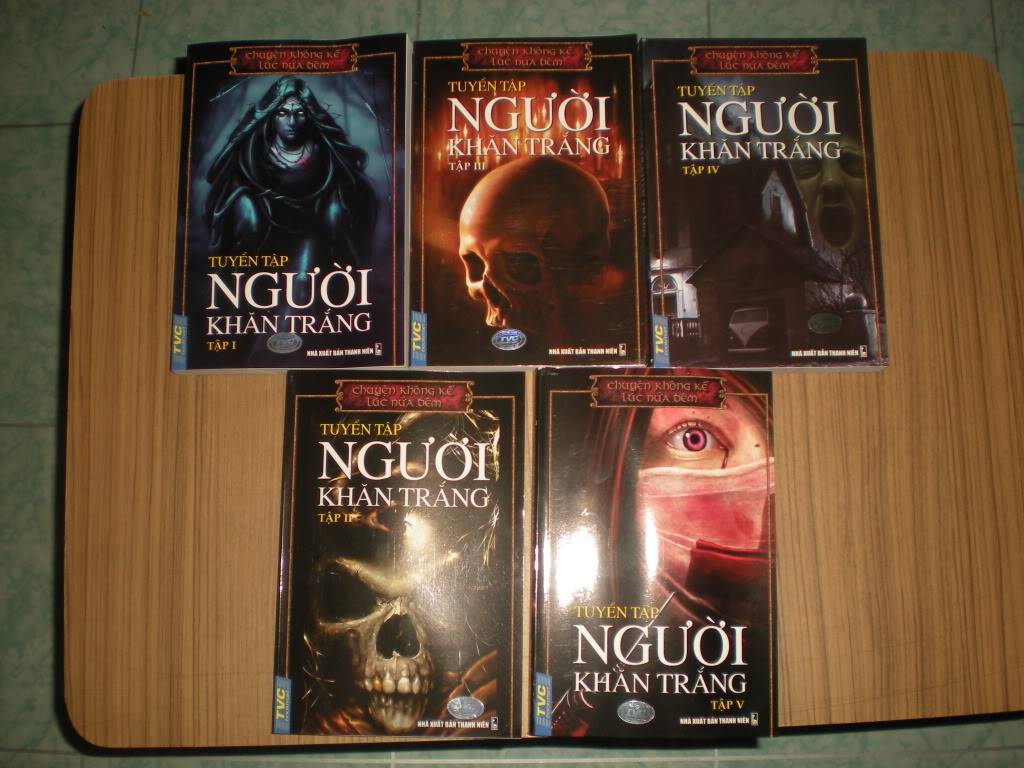 Chuyện không kể
lúc nửa đêm
TUYỂN TẬP
NGƯỜI
KHĂN TRẮNG
TẬP I
TVC
NHÀ XUẤT BẢN THANH NIÊN
Chuyện không kể
lúc nửa đêm
TUYỂN TẬP
NGƯỜI
KHĂN TRẮNG
TẬP III
TVC
TVC
NHÀ XUẤT BẢN THANH NIÊN
Chuyện không kể
lúc nửa đêm
TUYỂN TẬP
NGƯỜI
KHĂN TRẮNG
TẬP IV
TVC
NHÀ XUẤT BẢN THANH NIÊN
Chuyện không kể
lúc nửa đêm
TUYỂN TẬP
NGƯỜI
KHĂN TRẮNG
TẬP II
TVC
NHÀ XUẤT BẢN THANH NIÊN
Chuyện không kể
lúc nửa đêm
TUYỂN TẬP
NGƯỜI
KHĂN TRẮNG
TẬP V
TVC
NHÀ XUẤT BẢN THANH NIÊN